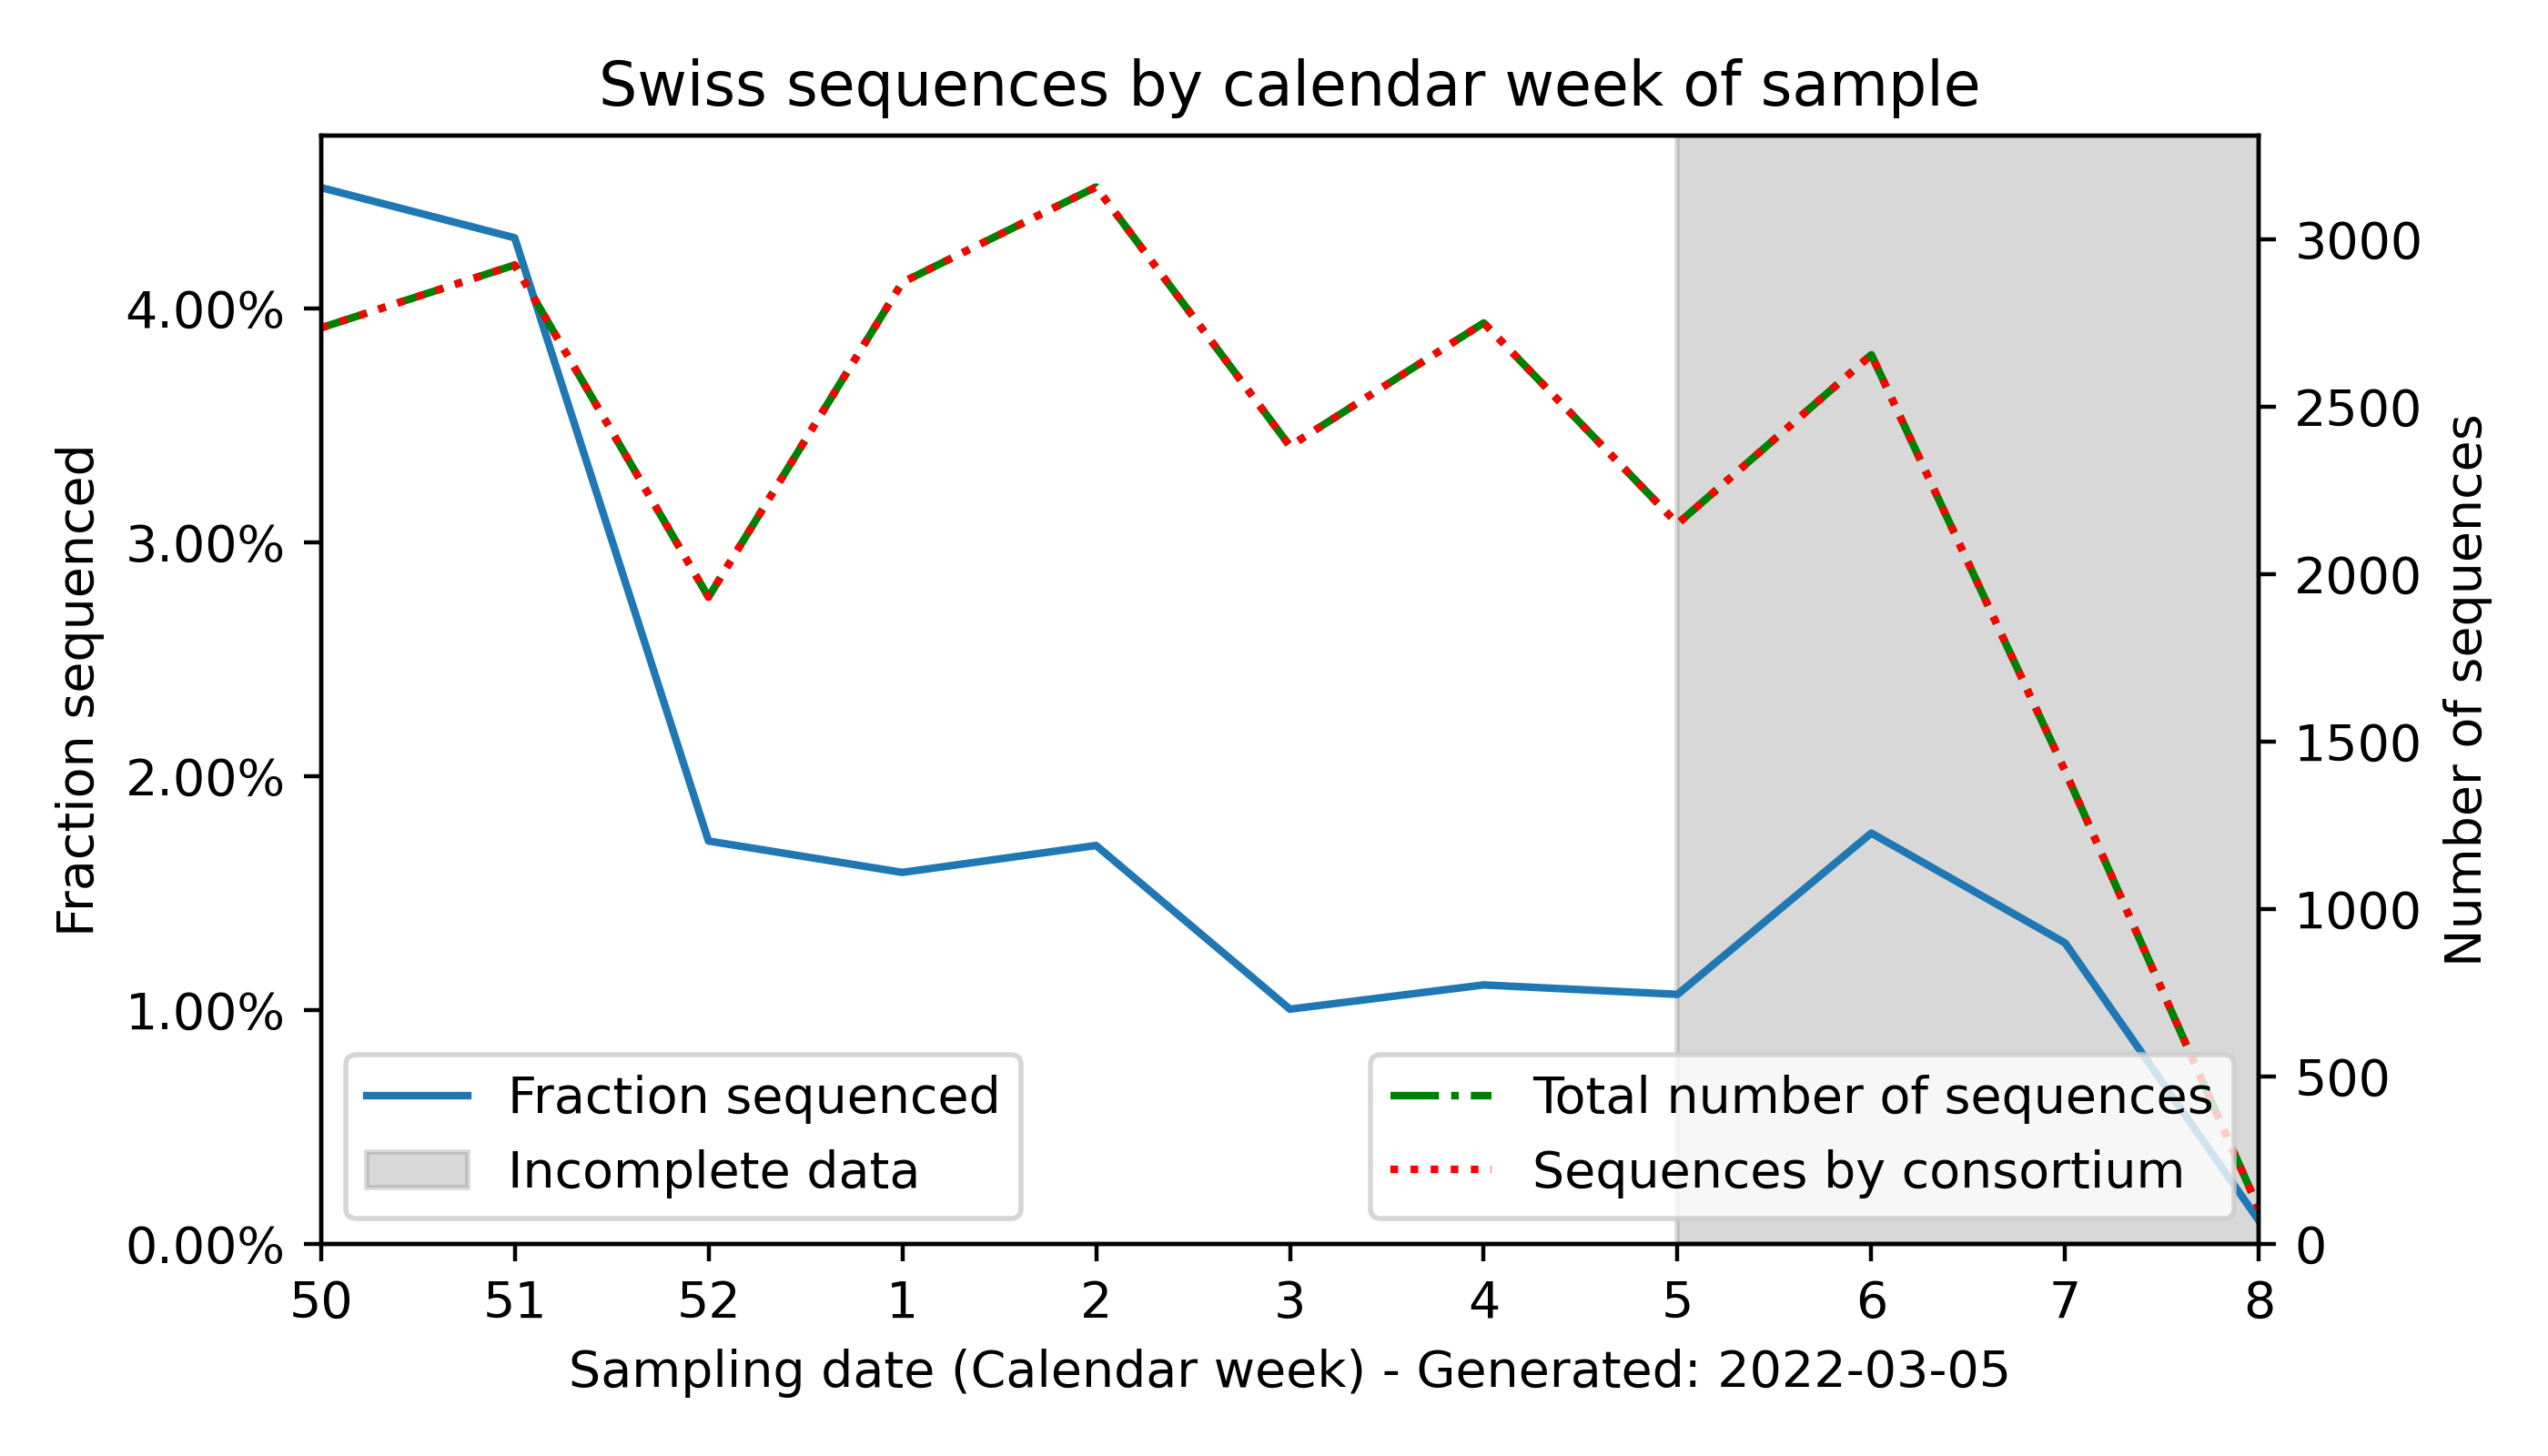 Swiss sequences by calendar week of sample
Fraction sequenced
4.00%
3.00%
2.00%
1.00%
0.00%
3000
2500
2000
1500
1000
500
0
Number of sequences
Fraction sequenced
Incomplete data
Total number of sequences
Sequences by consortium
50 51 52 1 2 3 4 5 6 7 8
Sampling date (Calendar week) - Generated: 2022-03-05